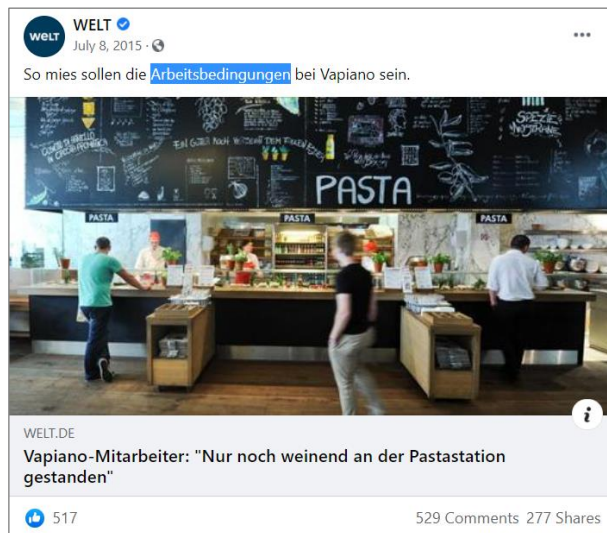 WELT
WELT
July 8, 2015 ·
So mies sollen die Arbeitsbedingungen bei Vapiano sein.
PASTA
PASTA
PASTA
PASTA
WELT.DE
Vapiano-Mitarbeiter: "Nur noch weinend an der Pastastation
gestanden"
517
529 Comments 277 Shares